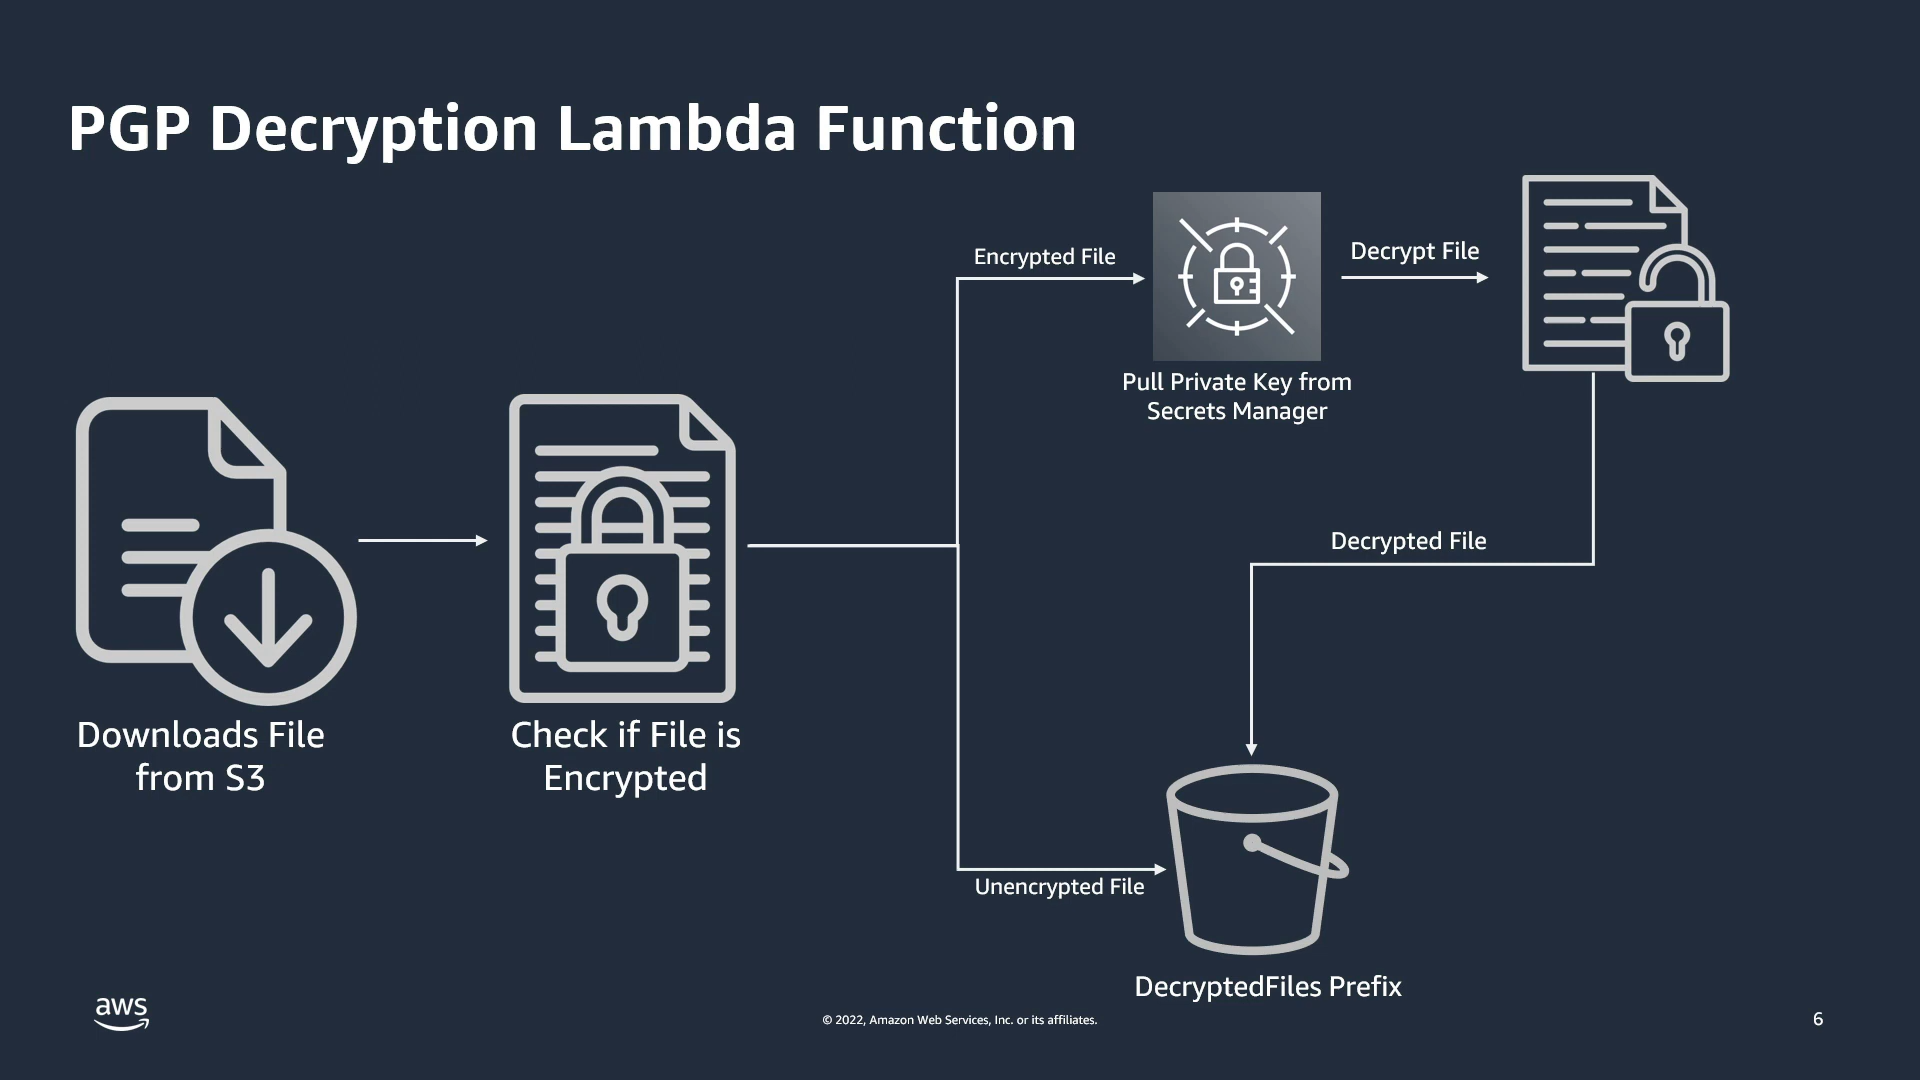 PGP Decryption Lambda Function
Encrypted File
Decrypt File
Pull Private Key from
Secrets Manager
Decrypted File
Downloads File
from S3
Check if File is
Encrypted
Unencrypted File
DecryptedFiles Prefix
aws
© 2022, Amazon Web Services, Inc. or its affiliates.
6